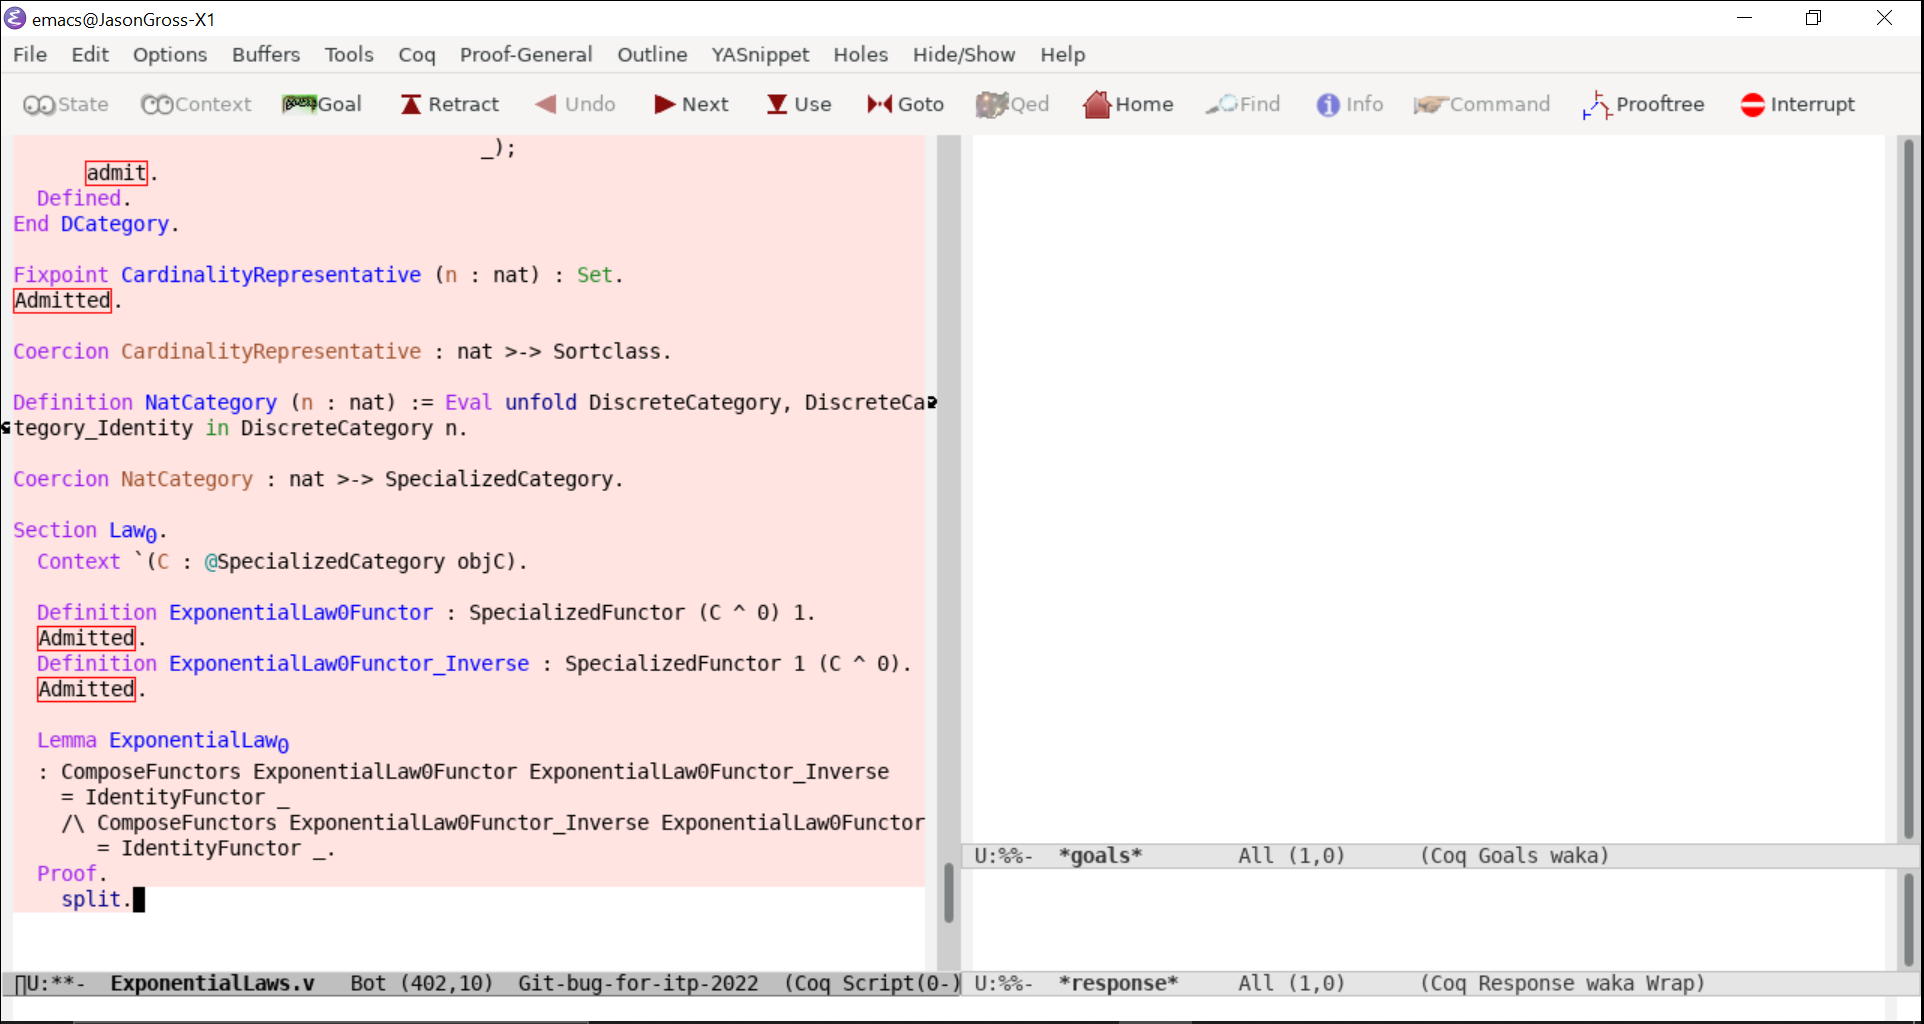 emacs@JasonGross-X1
File Edit Options Buffers Tools Coq Proof-General Outline YASnippet Holes Hide/Show Help
State Context Goal Retract Undo Next Use Goto Qed Home Find Info Command Prooftree Interrupt
_);
admit.
Defined.
End DCategory.
Fixpoint CardinalityRepresentative (n : nat) : Set.
Admitted.
Coercion CardinalityRepresentative : nat >-> Sortclass.
Definition NatCategory (n : nat) := Eval unfold DiscreteCategory, DiscreteCa
tegory_Identity in DiscreteCategory n.
Coercion NatCategory : nat >-> SpecializedCategory.
Section Law₀.
Context `(C : @SpecializedCategory objC).
Definition ExponentialLaw0Functor : SpecializedFunctor (C ^ 0) 1.
Admitted.
Definition ExponentialLaw0Functor_Inverse : SpecializedFunctor 1 (C ^ 0).
Admitted.
Lemma ExponentialLaw₀
: ComposeFunctors ExponentialLaw0Functor ExponentialLaw0Functor_Inverse
= IdentityFunctor _
/\ ComposeFunctors ExponentialLaw0Functor_Inverse ExponentialLaw0Functor
= IdentityFunctor _.
Proof.
split.
U:**- ExponentialLaws.v Bot (402,10) Git-bug-for-itp-2022 (Coq Script(0-)
U:%%- *goals* All (1,0) (Coq Goals waka)
U:%%- *response* All (1,0) (Coq Response waka Wrap)